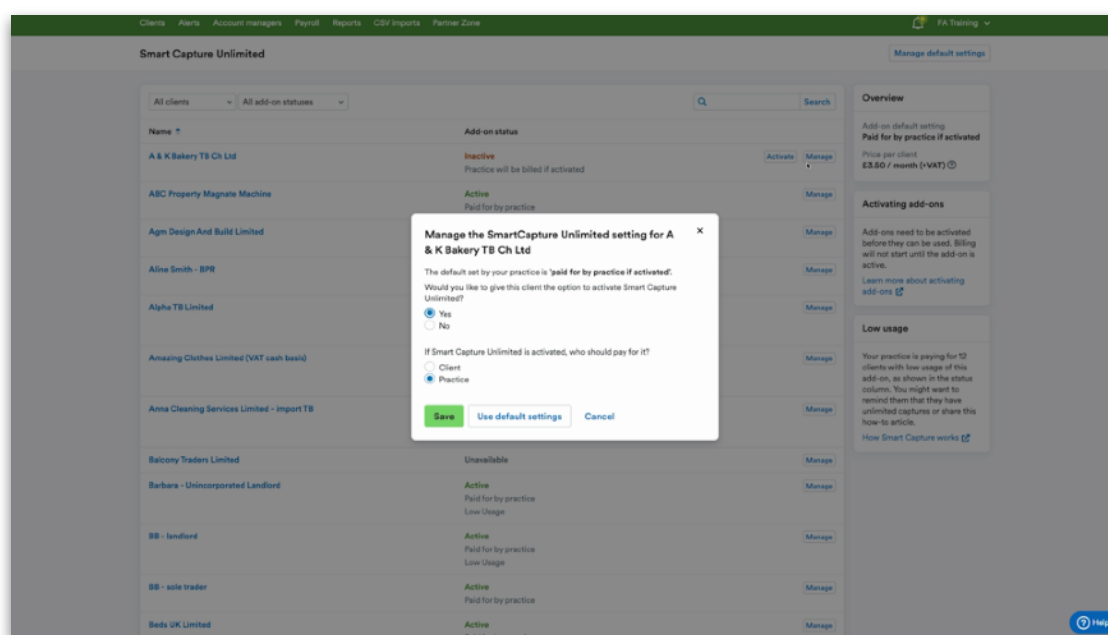 Clients Alerts Account managers Payroll Reports CSV imports Partner Zone
FA Training
Smart Capture Unlimited
Manage default settings
All clients
All add-on statuses
Search
Name
Add-on status
A & K Bakery TB Ch Ltd
Inactive
Practice will be billed if activated
Activate
Manage
ABC Property Magnate Machine
Active
Paid for by practice
Manage
Agm Design And Build Limited
Manage
Aline Smith - BPR
Manage
Alpha TB Limited
Manage
Amazing Clothes Limited (VAT cash basis)
Manage
Anna Cleaning Services Limited - import TB
Manage
Balcony Traders Limited
Unavailable
Manage
Barbara - Unincorporated Landlord
Active
Paid for by practice
Low Usage
Manage
BB - landlord
Active
Paid for by practice
Low Usage
Manage
BB - sole trader
Active
Paid for by practice
Manage
Beds UK Limited
Active
Manage
Manage the SmartCapture Unlimited setting for A
& K Bakery TB Ch Ltd
The default set by your practice is 'paid for by practice if activated'.
Would you like to give this client the option to activate Smart Capture
Unlimited?
Yes
No
If Smart Capture Unlimited is activated, who should pay for it?
Client
Practice
Save
Use default settings
Cancel
Overview
Add-on default setting
Paid for by practice if activated
Price per client
£3.50 / month (+VAT)
Activating add-ons
Add-ons need to be activated
before they can be used. Billing
will not start until the add-on is
active.
Learn more about activating
add-ons
Low usage
Your practice is paying for 12
clients with low usage of this
add-on, as shown in the status
column. You might want to
remind them that they have
unlimited captures or share this
how-to article.
How Smart Capture works
Help